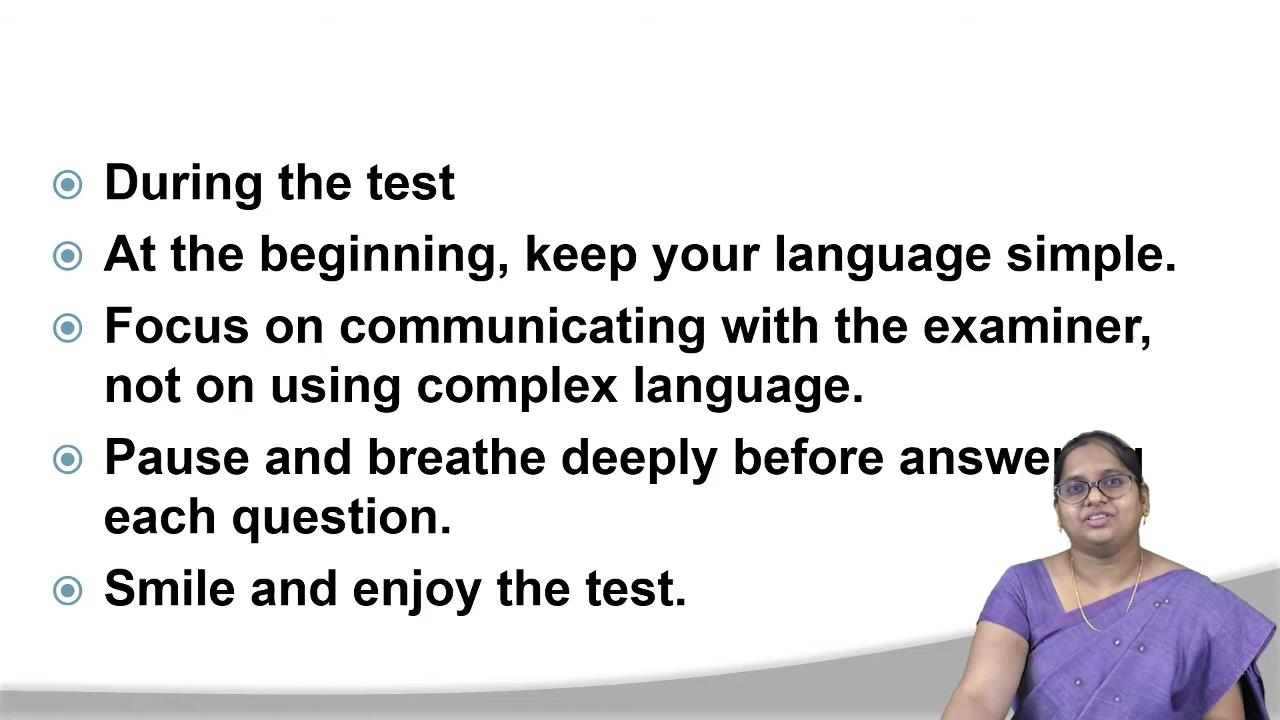 During the test
At the beginning, keep your language simple.
Focus on communicating with the examiner,
not on using complex language.
Pause and breathe deeply before
each question.
Smile and enjoy the test.